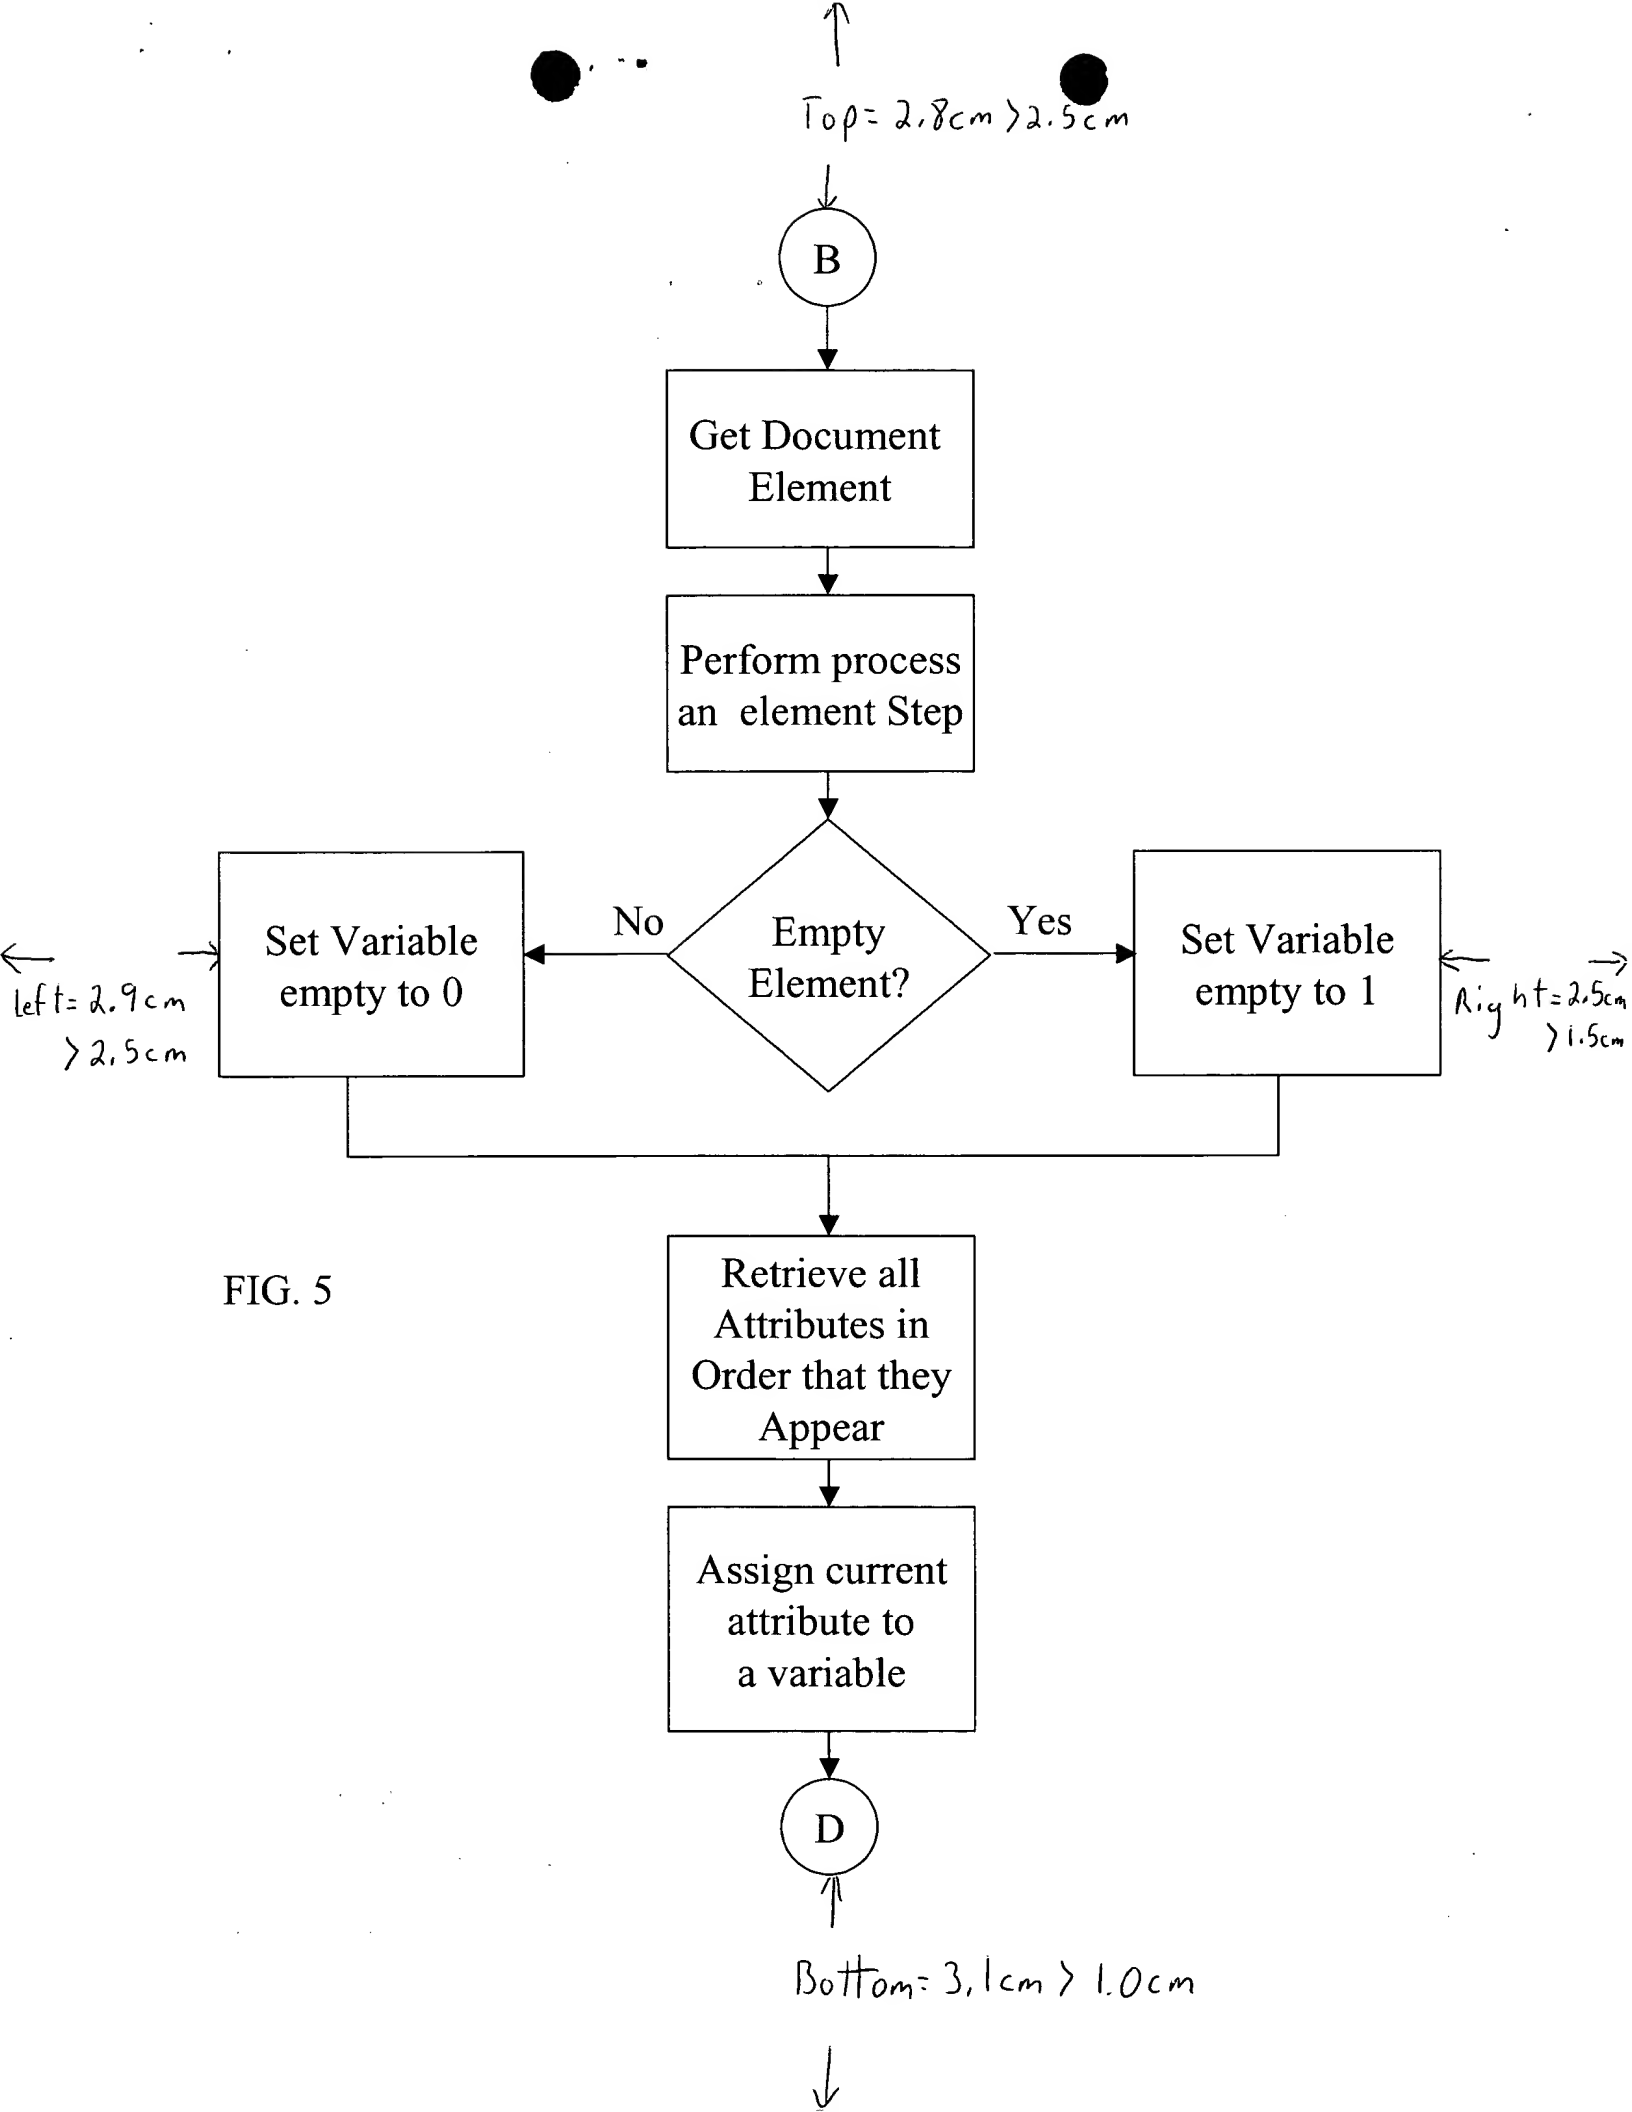 Top= 2.8cm >2.5cm
B
Get Document
Element
Perform process
an element Step
No
Empty
Element?
Yes
Set Variable
empty to 0
Set Variable
empty to 1
left= 2.9cm
>2.5cm
Right=2.5cm
>1.5cm
FIG. 5
Retrieve all
Attributes in
Order that they
Appear
Assign current
attribute to
a variable
D
Bottom= 3.1cm > 1.0cm